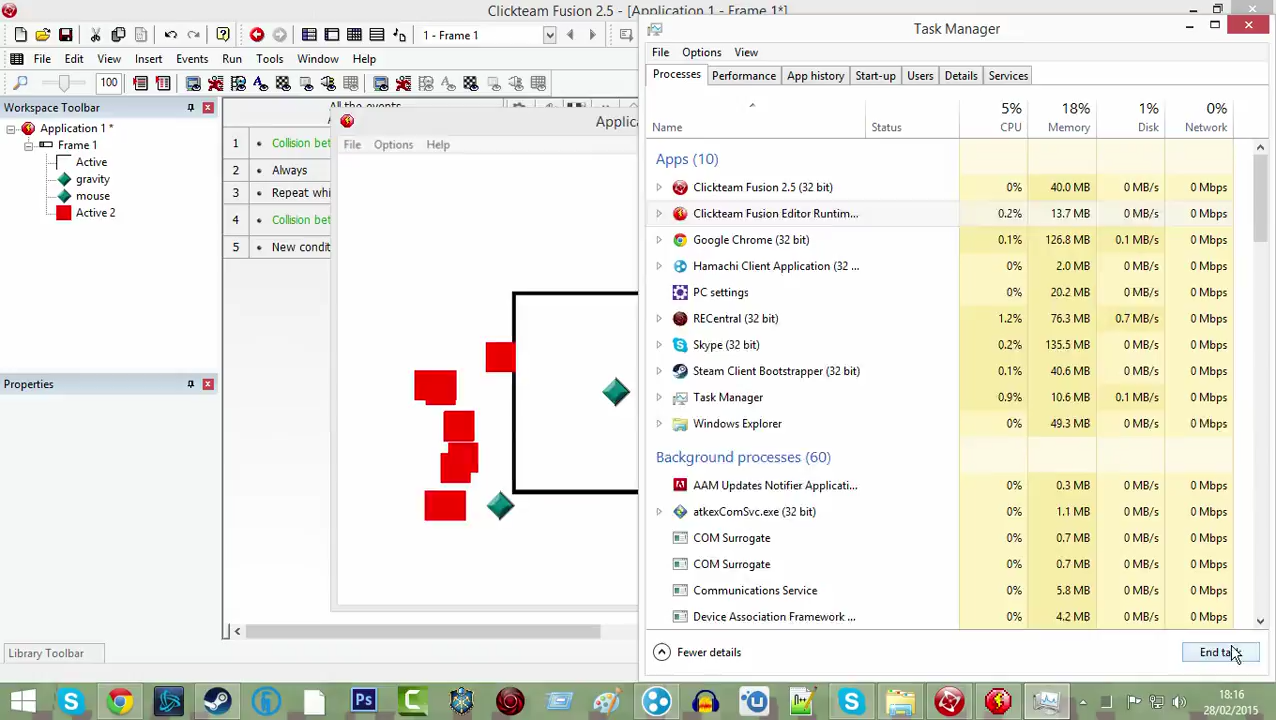 Clickteam Fusion 2.5 - [Application 1 - Frame 1*]
1 - Frame 1
File Edit View Insert Events Run Tools Window Help
100
Workspace Toolbar
Application 1 *
Frame 1
Active
gravity
mouse
Active 2
Properties
Library Toolbar
All the events
1 • Collision bet
2 • Always
3 • Repeat whi
4 • Collision bet
5 • New condit
Applic
File Options Help
Task Manager
File Options View
Processes Performance App history Start-up Users Details Services
5% 18% 1% 0%
Name Status CPU Memory Disk Network
Apps (10)
Clickteam Fusion 2.5 (32 bit) 0% 40.0 MB 0 MB/s 0 Mbps
Clickteam Fusion Editor Runtim... 0.2% 13.7 MB 0 MB/s 0 Mbps
Google Chrome (32 bit) 0.1% 126.8 MB 0.1 MB/s 0 Mbps
Hamachi Client Application (32 ... 0% 2.0 MB 0 MB/s 0 Mbps
PC settings 0% 20.2 MB 0 MB/s 0 Mbps
RECentral (32 bit) 1.2% 76.3 MB 0.7 MB/s 0 Mbps
Skype (32 bit) 0.2% 135.5 MB 0 MB/s 0 Mbps
Steam Client Bootstrapper (32 bit) 0.1% 40.6 MB 0 MB/s 0 Mbps
Task Manager 0.9% 10.6 MB 0.1 MB/s 0 Mbps
Windows Explorer 0% 49.3 MB 0 MB/s 0 Mbps
Background processes (60)
AAM Updates Notifier Applicati... 0% 0.3 MB 0 MB/s 0 Mbps
atkexComSvc.exe (32 bit) 0% 1.1 MB 0 MB/s 0 Mbps
COM Surrogate 0% 0.7 MB 0 MB/s 0 Mbps
COM Surrogate 0% 0.7 MB 0 MB/s 0 Mbps
Communications Service 0% 5.8 MB 0 MB/s 0 Mbps
Device Association Framework ... 0% 4.2 MB 0 MB/s 0 Mbps
Fewer details
End task
18:16
28/02/2015